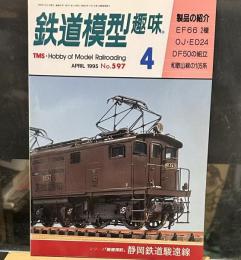 鉄道模型趣味
TMS・Hobby of Model Railroading
APRIL 1995 No.597
4
製品の紹介
EF66 2種
OJ・ED24
DF50の組立
和歌山線の105系
静岡鉄道駿遠線